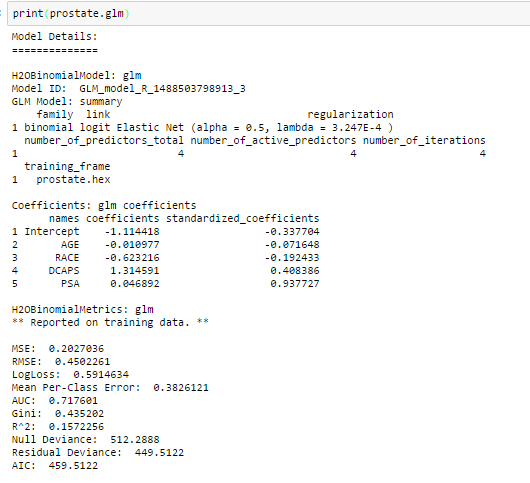 print(prostate.glm)
Model Details:
==============
H2OBinomialModel: glm
Model ID:  GLM_model_R_1488503798913_3
GLM Model: summary
    family  link                                regularization
1 binomial logit Elastic Net (alpha = 0.5, lambda = 3.247E-4 )
  number_of_predictors_total number_of_active_predictors number_of_iterations
1                          4                           4                    4
  training_frame
1   prostate.hex
Coefficients: glm coefficients
      names coefficients standardized_coefficients
1 Intercept    -1.114418                 -0.337704
2       AGE    -0.010977                 -0.071648
3      RACE    -0.623216                 -0.192433
4     DCAPS     1.314591                  0.408386
5       PSA     0.046892                  0.937727
H2OBinomialMetrics: glm
** Reported on training data. **
MSE:  0.2027036
RMSE:  0.4502261
LogLoss:  0.5914634
Mean Per-Class Error:  0.3826121
AUC:  0.717601
Gini:  0.435202
R^2:  0.1572256
Null Deviance:  512.2888
Residual Deviance:  449.5122
AIC:  459.5122